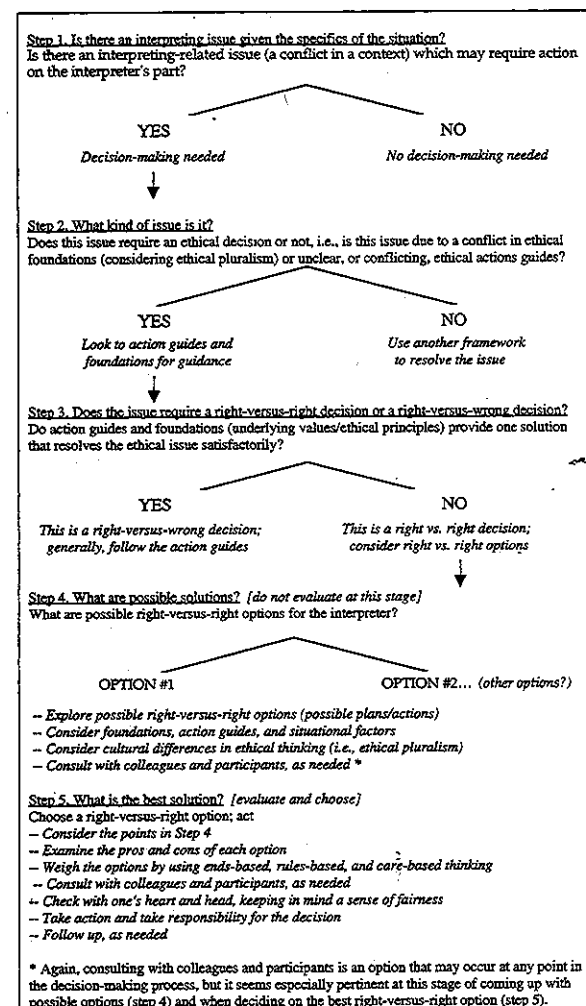 Step 1. Is there an interpreting issue given the specifics of the situation?
Is there an interpreting-related issue (a conflict in a context) which may require action
on the interpreter's part?
YES NO
Decision-making needed No decision-making needed
Step 2. What kind of issue is it?
Does this issue require an ethical decision or not, i.e., is this issue due to a conflict in ethical
foundations (considering ethical pluralism) or unclear, or conflicting, ethical actions guides?
YES NO
Look to action guides and Use another framework
foundations for guidance to resolve the issue
Step 3. Does the issue require a right-versus-right decision or a right-versus-wrong decision?
Do action guides and foundations (underlying values/ethical principles) provide one solution
that resolves the ethical issue satisfactorily?
YES NO
This is a right-versus-wrong decision; This is a right vs. right decision;
generally, follow the action guides consider right vs. right options
Step 4. What are possible solutions? [do not evaluate at this stage]
What are possible right-versus-right options for the interpreter?
OPTION #1 OPTION #2... (other options?)
-- Explore possible right-versus-right options (possible plans/actions)
-- Consider foundations, action guides, and situational factors
-- Consider cultural differences in ethical thinking (i.e., ethical pluralism)
-- Consult with colleagues and participants, as needed *
Step 5. What is the best solution? [evaluate and choose]
Choose a right-versus-right option; act
-- Consider the points in Step 4
-- Examine the pros and cons of each option
-- Weigh the options by using ends-based, rules-based, and care-based thinking
-- Consult with colleagues and participants, as needed
-- Check with one's heart and head, keeping in mind a sense of fairness
-- Take action and take responsibility for the decision
-- Follow up, as needed
* Again, consulting with colleagues and participants is an option that may occur at any point in
the decision-making process, but it seems especially pertinent at this stage of coming up with
possible options (step 4) and when deciding on the best right-versus-right option (step 5).